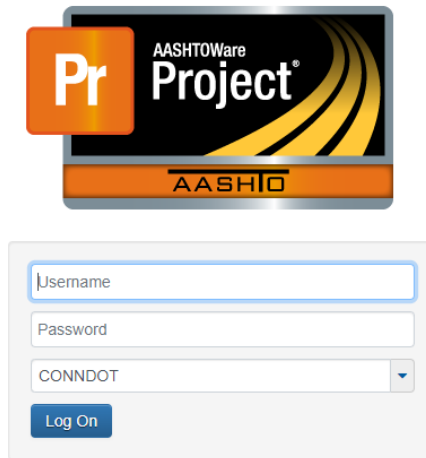 Pr
AASHTOWare
Project®
AASHTO
Username
Password
CONNDOT
Log On